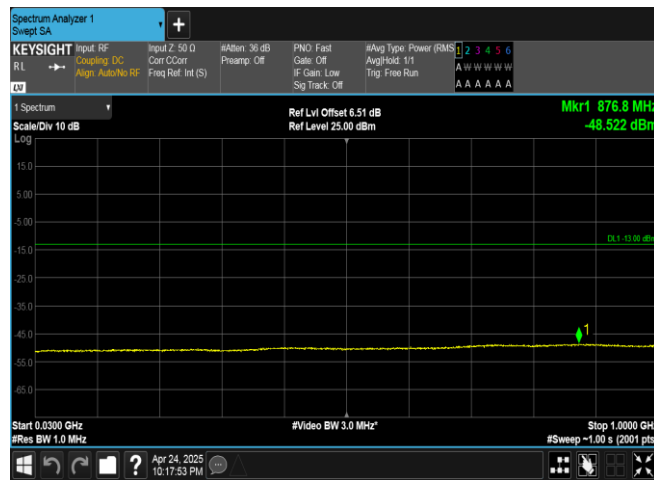 Spectrum Analyzer 1
Swept SA
+
KEYSIGHT
RL
LXI
Input: RF
Coupling: DC
Align: Auto/No RF
Input Z: 50 Ω
Corr CCorr
Freq Ref: Int (S)
#Atten: 36 dB
Preamp: Off
PNO: Fast
Gate: Off
IF Gain: Low
Sig Track: Off
#Avg Type: Power (RMS
Avg|Hold: 1/1
Trig: Free Run
1 2 3 4 5 6
A W W W W W
A A A A A A
1 Spectrum
Scale/Div 10 dB
Log
Ref Lvl Offset 6.51 dB
Ref Level 25.00 dBm
Mkr1 876.8 MHz
-48.522 dBm
15.0
5.00
-5.00
-15.0
-25.0
-35.0
-45.0
-55.0
-65.0
DL1 -13.00 dBm
1
Start 0.0300 GHz
#Res BW 1.0 MHz
#Video BW 3.0 MHz*
Stop 1.0000 GHz
#Sweep ~1.00 s (2001 pts
?
Apr 24, 2025
10:17:53 PM